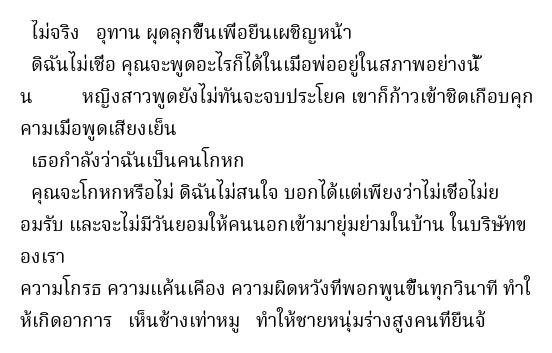 ไม่จริง อุทาน ผุดลุกขึ้นเพื่อยืนเผชิญหน้า
ดิฉันไม่เชื่อ คุณจะพูดอะไรก็ได้ในเมื่อพ่ออยู่ในสภาพอย่างนั้
น หญิงสาวพูดยังไม่ทันจะจบประโยค เขาก็ก้าวเข้าชิดเกือบคุก
คามเมื่อพูดเสียงเย็น
เธอกำลังว่าฉันเป็นคนโกหก
คุณจะโกหกหรือไม่ ดิฉันไม่สนใจ บอกได้แต่เพียงว่าไม่เชื่อไม่ย
อมรับ และจะไม่มีวันยอมให้คนนอกเข้ามายุ่มย่ามในบ้าน ในบริษัทข
องเรา
ความโกรธ ความแค้นเคือง ความผิดหวังที่พอกพูนขึ้นทุกวินาที ทำใ
ห้เกิดอาการ เห็นช้างเท่าหมู ทำให้ชายหนุ่มร่างสูงคนที่ยืนจ้